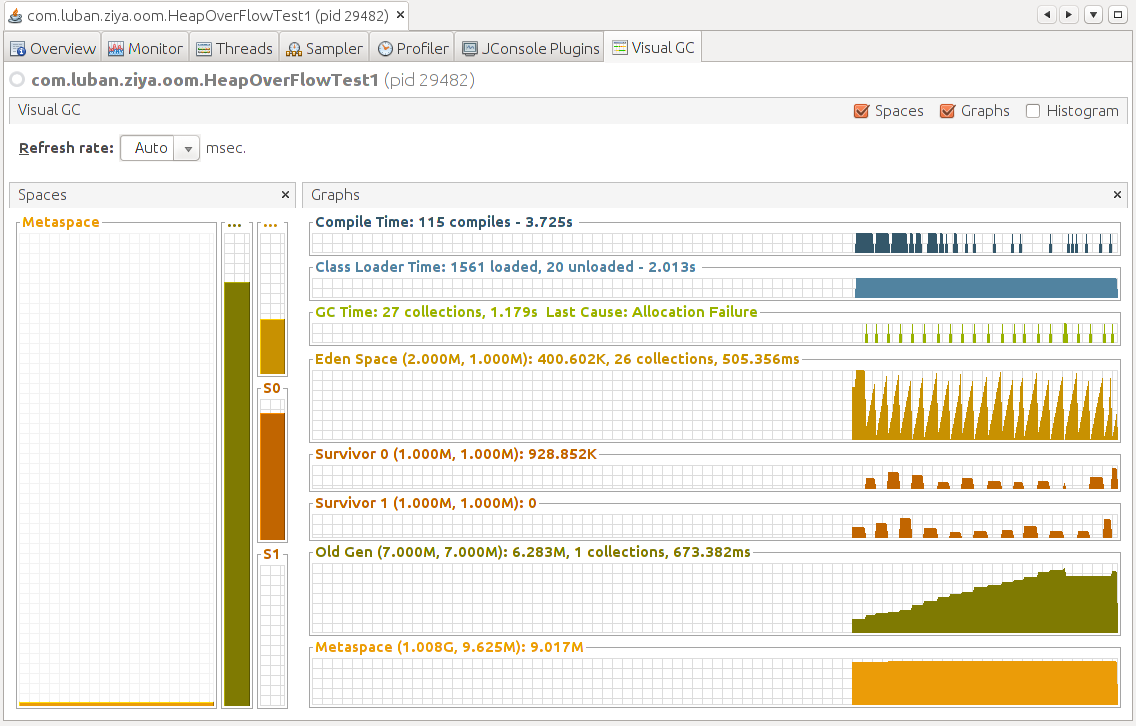 com.luban.ziya.oom.HeapOverFlowTest1 (pid 29482) ×
Overview Monitor Threads Sampler Profiler JConsole Plugins Visual GC
com.luban.ziya.oom.HeapOverFlowTest1 (pid 29482)
Visual GC Spaces Graphs Histogram
Refresh rate: Auto msec.
Spaces × Graphs ×
Metaspace ... ...
S0
S1
Compile Time: 115 compiles - 3.725s
Class Loader Time: 1561 loaded, 20 unloaded - 2.013s
GC Time: 27 collections, 1.179s Last Cause: Allocation Failure
Eden Space (2.000M, 1.000M): 400.602K, 26 collections, 505.356ms
Survivor 0 (1.000M, 1.000M): 928.852K
Survivor 1 (1.000M, 1.000M): 0
Old Gen (7.000M, 7.000M): 6.283M, 1 collections, 673.382ms
Metaspace (1.008G, 9.625M): 9.017M